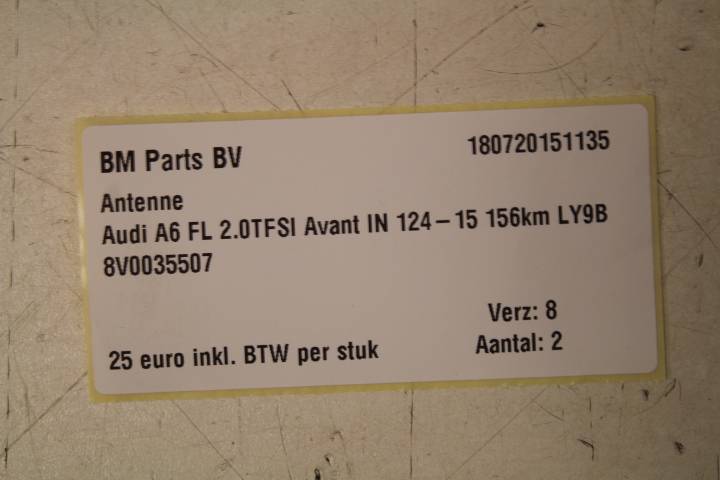 BM Parts BV 180720151135
Antenne
Audi A6 FL 2.0TFSI Avant IN 124-15 156km LY9B
8V0035507
Verz: 8
25 euro inkl. BTW per stuk Aantal: 2